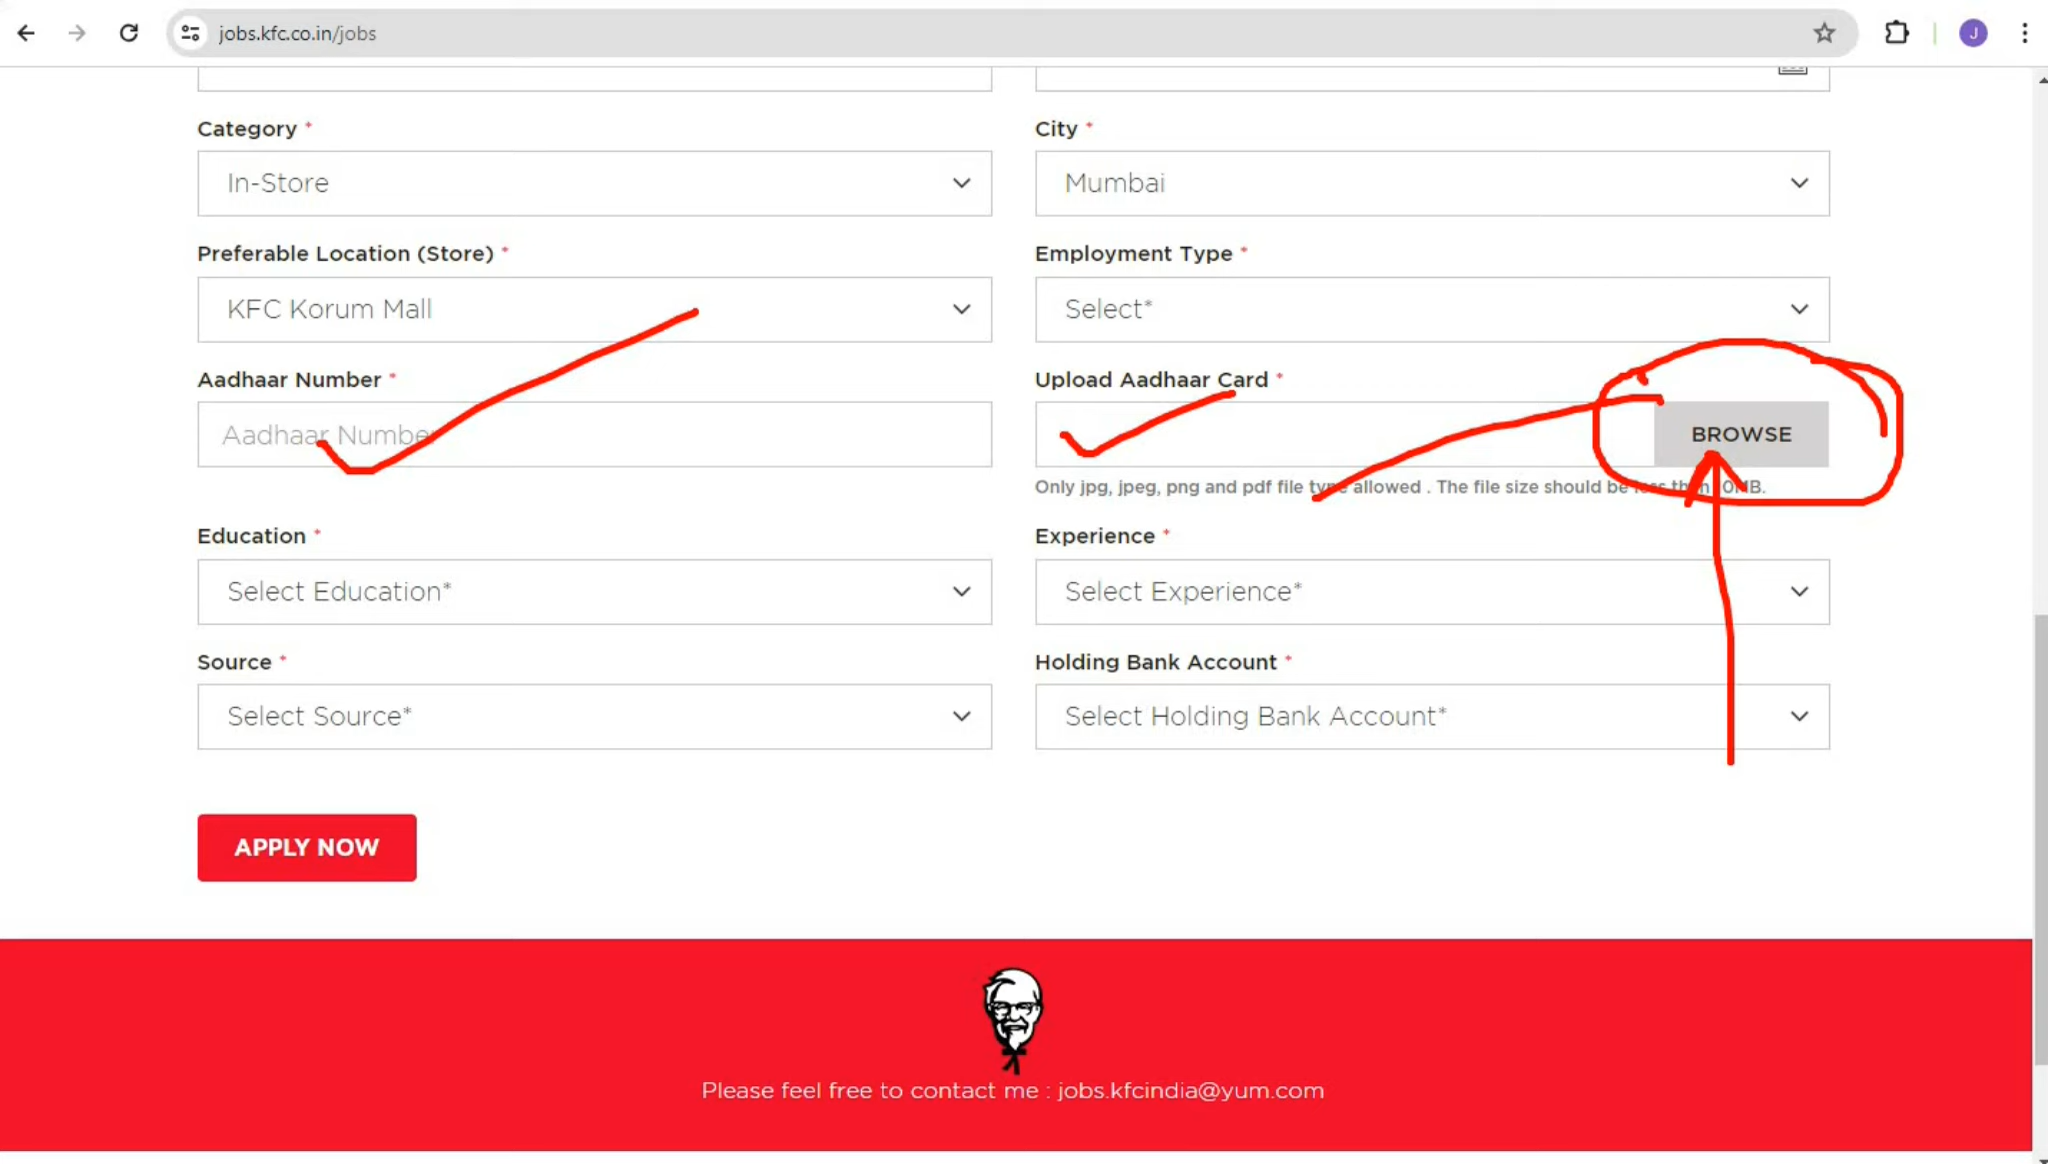 jobs.kfc.co.in/jobs
J
Category *
City *
In-Store
Mumbai
Preferable Location (Store) *
Employment Type *
KFC Korum Mall
Select*
Aadhaar Number *
Upload Aadhaar Card *
Aadhaar Number
BROWSE
Only jpg, jpeg, png and pdf file type allowed . The file size should be less than
Education *
Experience *
Select Education*
Select Experience*
Source *
Holding Bank Account *
Select Source*
Select Holding Bank Account*
APPLY NOW
Please feel free to contact me : jobs.kfcindia@yum.com